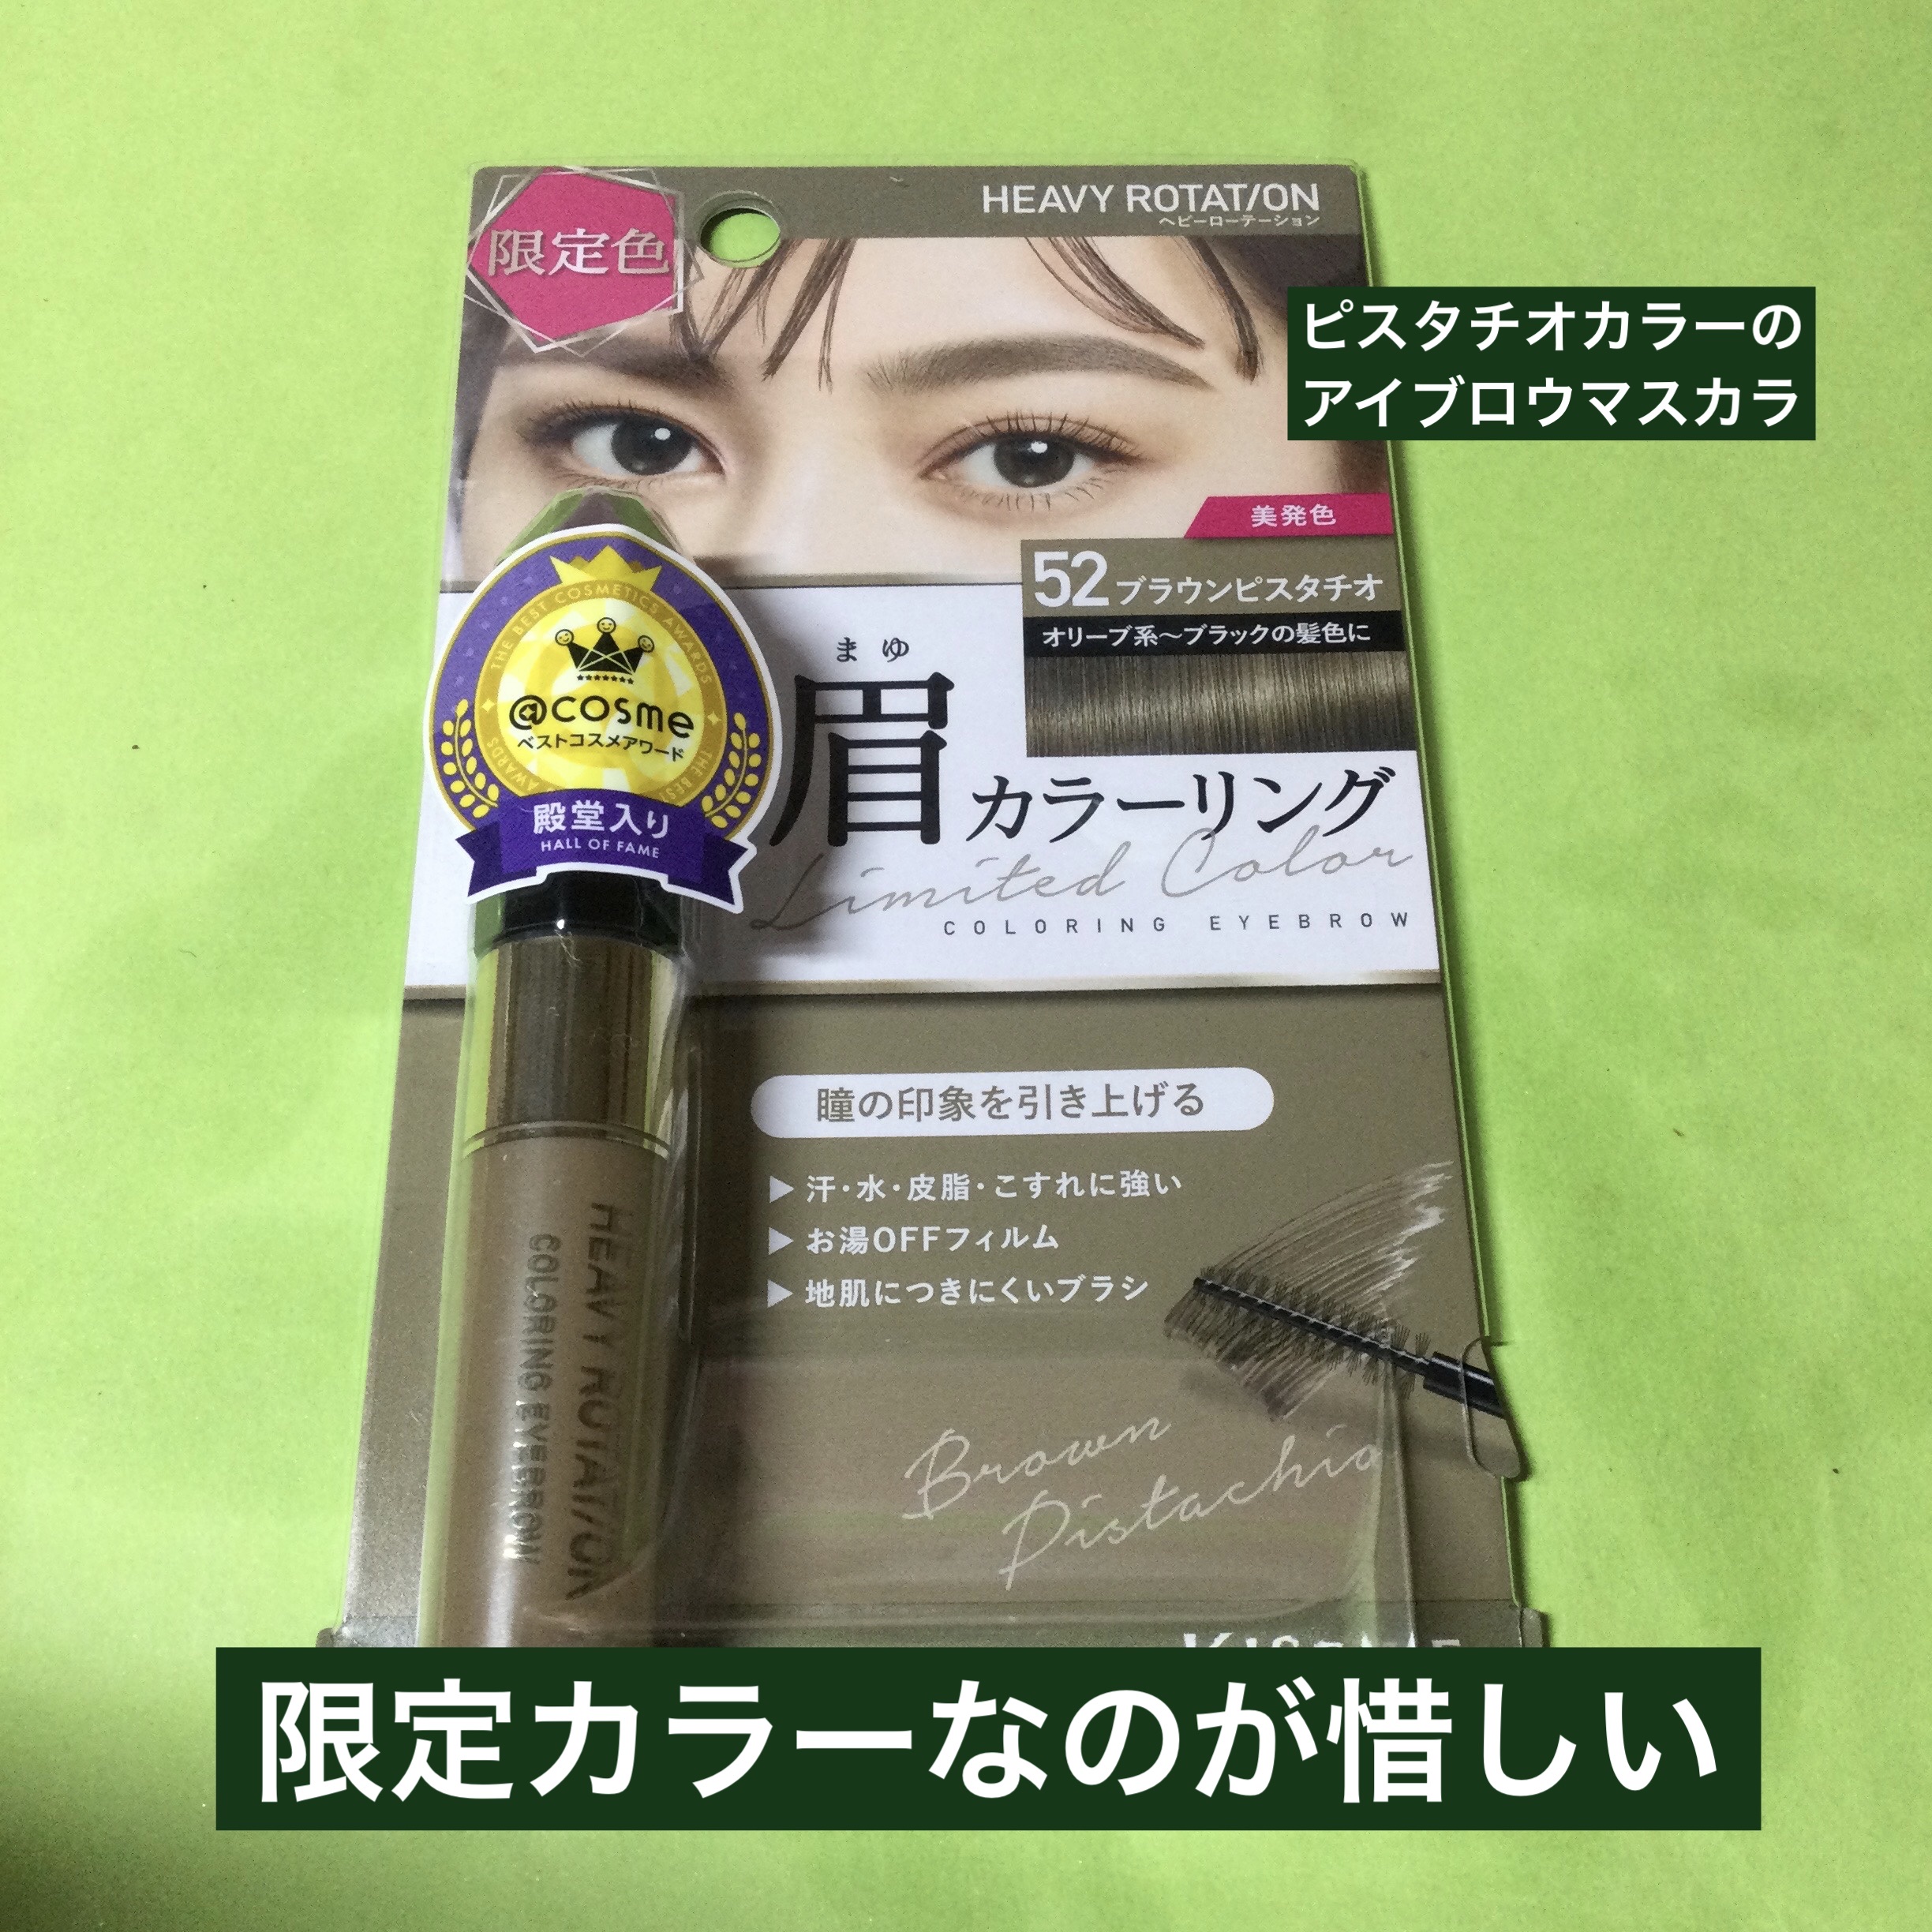 限定色
HEAVY ROTATION
ヘビーローテーション
ピスタチオカラーの
アイブロウマスカラ
美発色
52 ブラウンピスタチオ
オリーブ系～ブラックの髪色に
THE BEST COSMETICS AWARDS
@cosme
ベストコスメアワード
THE BEST
AWARDS
殿堂入り
HALL OF FAME
まゆ
眉カラーリング
Limited Color
COLORING EYEBROW
瞳の印象を引き上げる
▶汗・水・皮脂・こすれに強い
▶お湯OFFフィルム
▶地肌につきにくいブラシ
HEAVY ROTATION
COLORING EYEBROW
Brown
Pistachio
限定カラーなのが惜しい